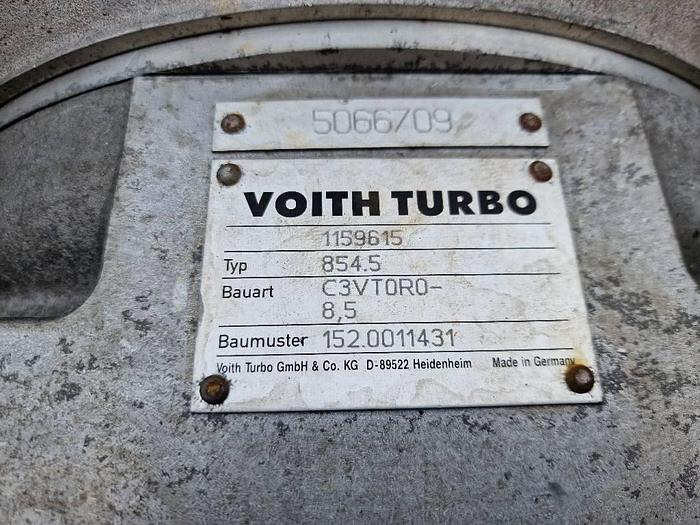 5066709
VOITH TURBO
1159615
Typ 854.5
Bauart C3VT0R0-
8,5
Baumuster 152.0011431
Voith Turbo GmbH & Co. KG D-89522 Heidenheim Made in Germany